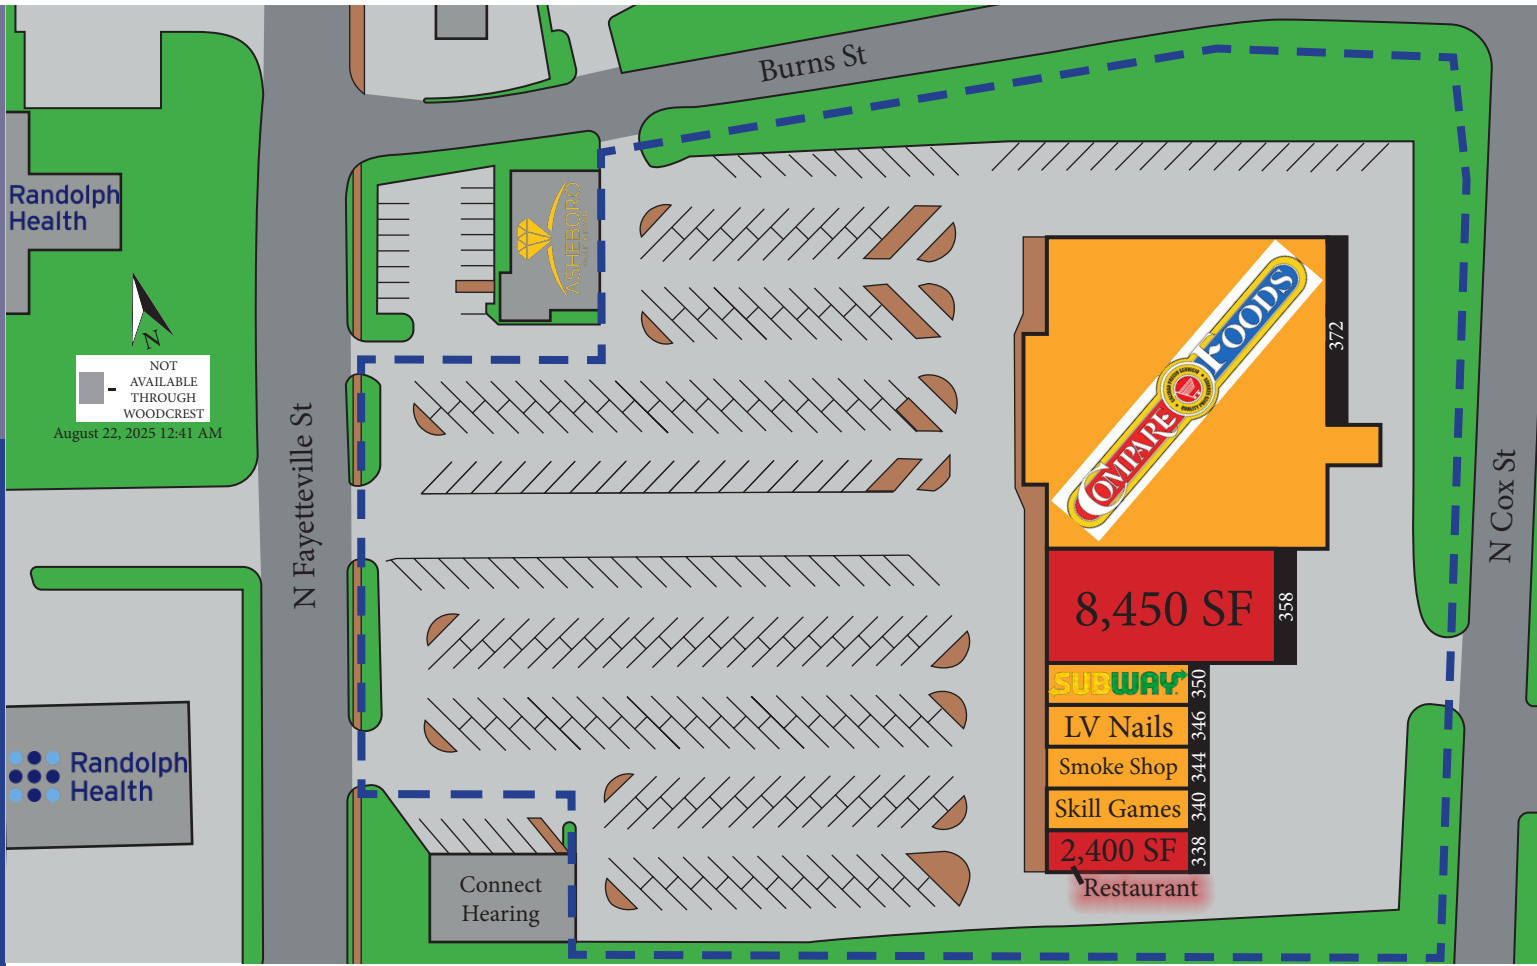 Burns St
Randolph
Health
ASHEBORO
N
NOT
AVAILABLE
THROUGH
WOODCREST
August 22, 2025 12:41 AM
N Fayetteville St
COMPARE
FOODS
372
N Cox St
8,450 SF
358
SUBWAY
350
LV Nails
346
Smoke Shop
344
Skill Games
340
2,400 SF
338
Restaurant
Randolph
Health
Connect
Hearing